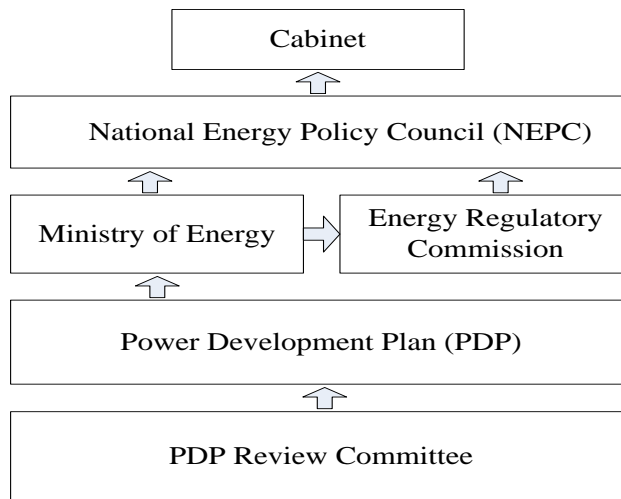 Cabinet
National Energy Policy Council (NEPC)
Ministry of Energy
Energy Regulatory
Commission
Power Development Plan (PDP)
PDP Review Committee